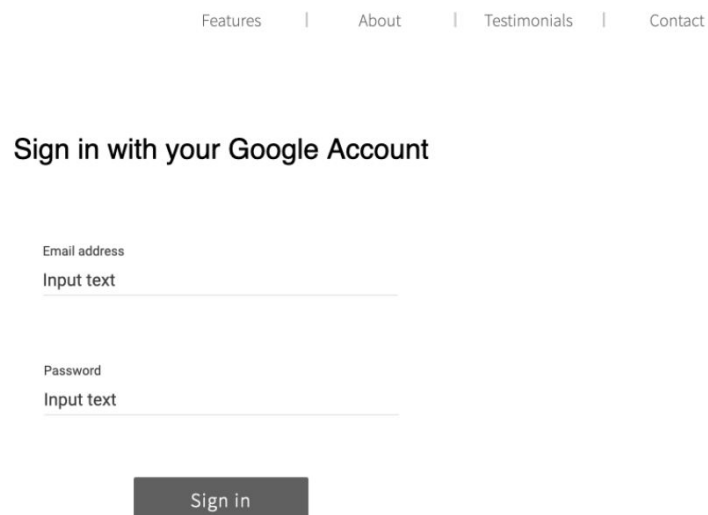 Features | About | Testimonials | Contact
Sign in with your Google Account
Email address
Input text
Password
Input text
Sign in